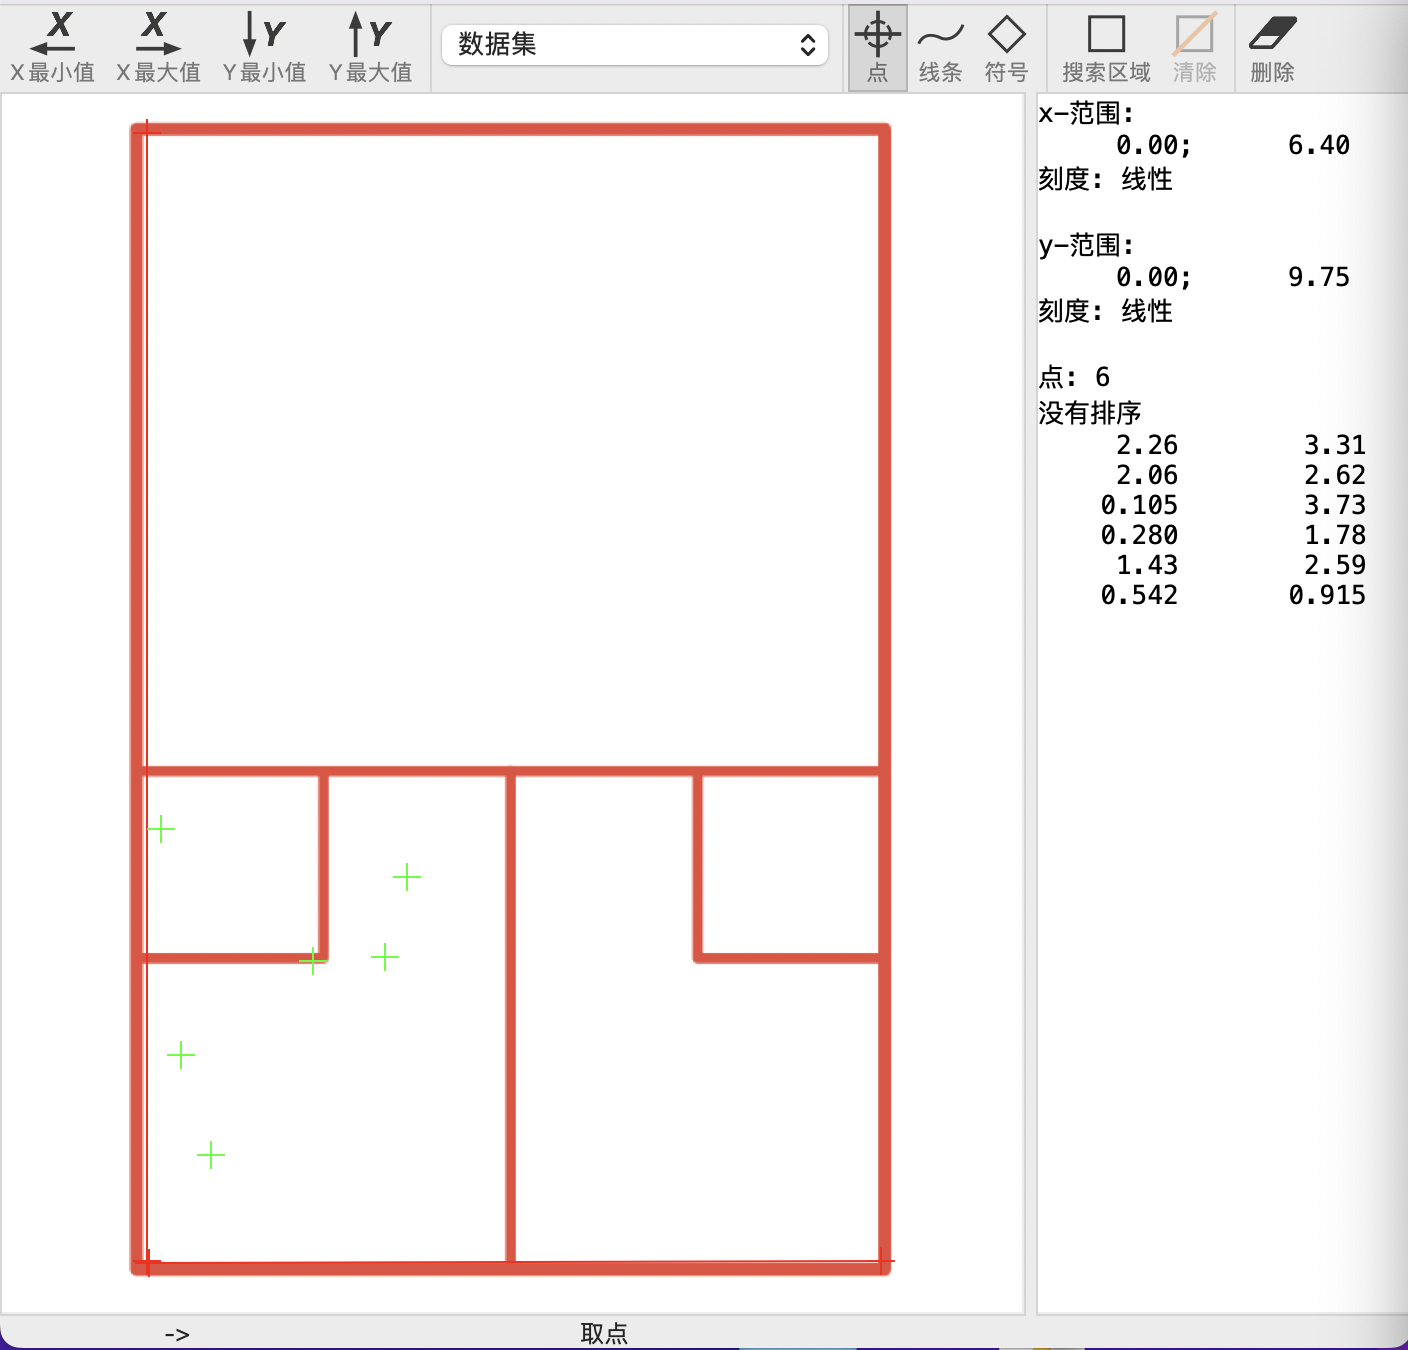 X X Y Y
X 最小值 X 最大值 Y 最小值 Y 最大值 数据集 点 线条 符号 搜索区域 清除 删除
x-范围:
0.00; 6.40
刻度: 线性
y-范围:
0.00; 9.75
刻度: 线性
点: 6
没有排序
2.26 3.31
2.06 2.62
0.105 3.73
0.280 1.78
1.43 2.59
0.542 0.915
-> 取点